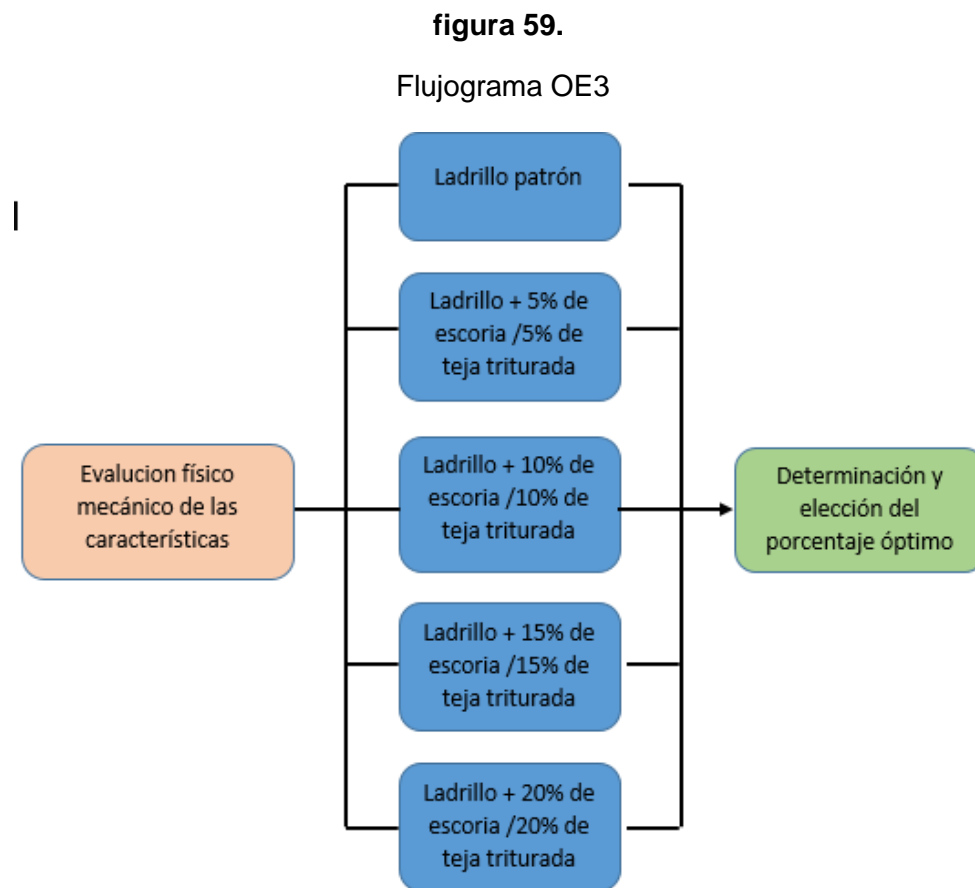 figura 59.
Flujograma OE3
Ladrillo patrón
Ladrillo + 5% de
escoria /5% de
teja triturada
Evalucion físico
mecánico de las
características
Ladrillo + 10% de
escoria /10% de
teja triturada
Determinación y
elección del
porcentaje óptimo
Ladrillo + 15% de
escoria /15% de
teja triturada
Ladrillo + 20% de
escoria /20% de
teja triturada